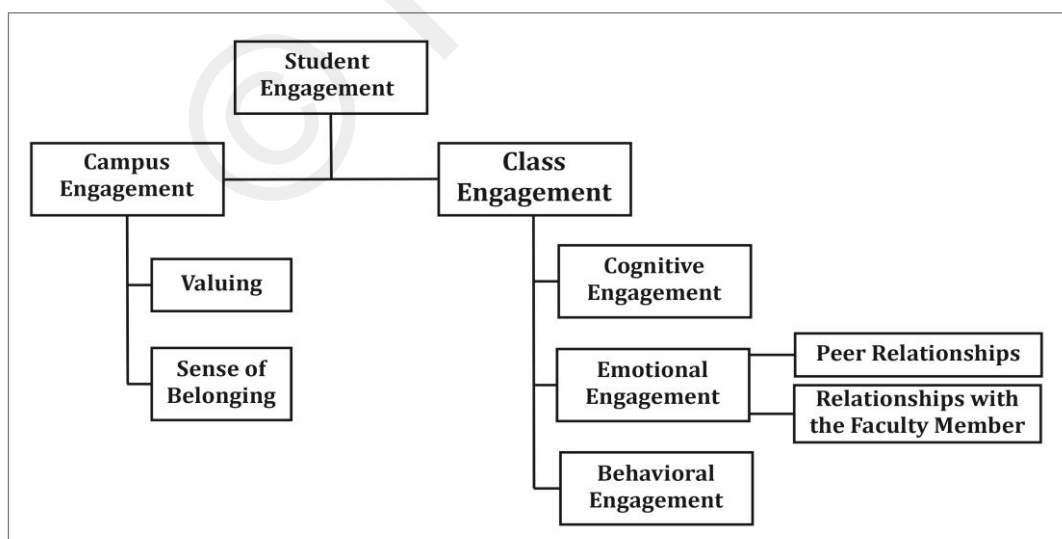 Student
Engagement
Campus
Engagement
Class
Engagement
Valuing
Sense of
Belonging
Cognitive
Engagement
Emotional
Engagement
Peer Relationships
Relationships with
the Faculty Member
Behavioral
Engagement